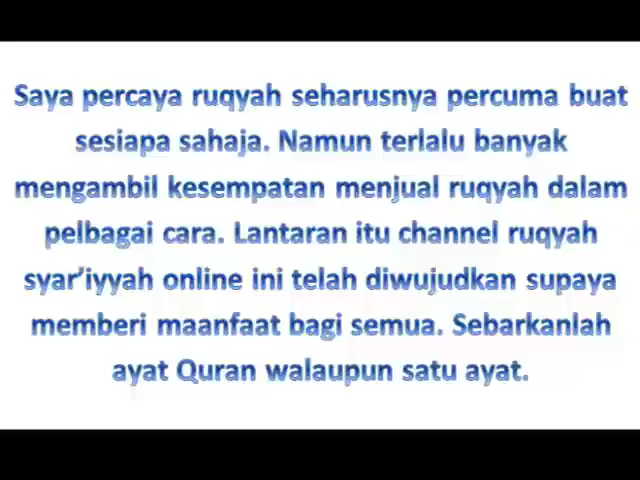 Saya percaya ruqyah seharusnya percuma buat
sesiapa sahaja. Namun terlalu banyak
mengambil kesempatan menjual ruqyah dalam
pelbagai cara. Lantaran itu channel ruqyah
syar’iyyah online ini telah diwujudkan supaya
memberi maanfaat bagi semua. Sebarkanlah
ayat Quran walaupun satu ayat.